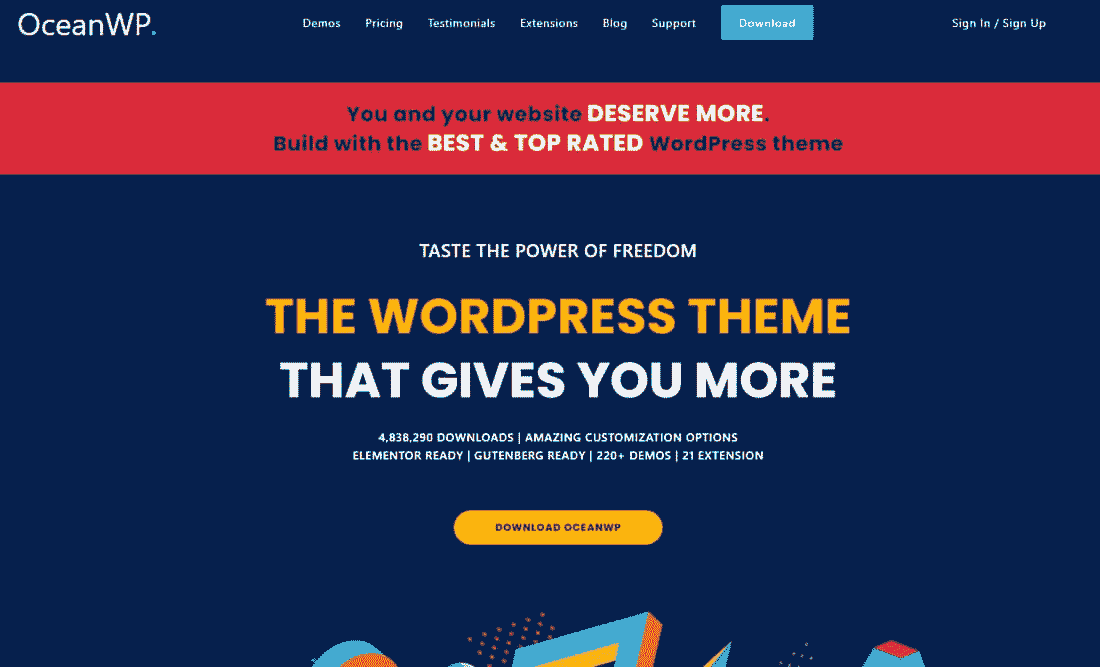 OceanWP.
Demos Pricing Testimonials Extensions Blog Support Download Sign In / Sign Up
You and your website DESERVE MORE.
Build with the BEST & TOP RATED WordPress theme
TASTE THE POWER OF FREEDOM
THE WORDPRESS THEME
THAT GIVES YOU MORE
4,838,290 DOWNLOADS | AMAZING CUSTOMIZATION OPTIONS
ELEMENTOR READY | GUTENBERG READY | 220+ DEMOS | 21 EXTENSION
DOWNLOAD OCEANWP